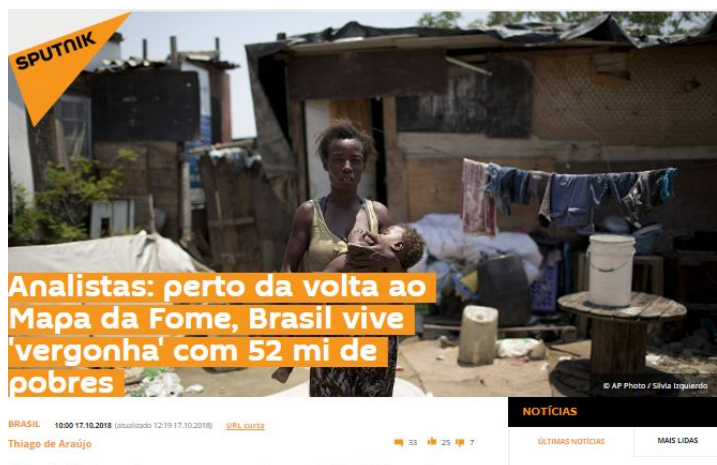 SPUTNIK
Analistas: perto da volta ao
Mapa da Fome, Brasil vive
'vergonha' com 52 mi de
pobres
© AP Photo / Silvia Izquierdo
BRASIL 10:00 17.10.2018 (atualizado 12:19 17.10.2018) URL curta
Thiago de Araújo
33 25 7
NOTÍCIAS
ÚLTIMAS NOTÍCIAS MAIS LIDAS